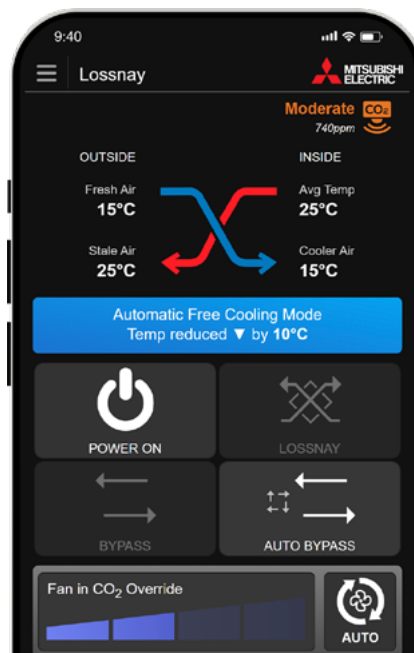 9:40
Lossnay
MITSUBISHI
ELECTRIC
Moderate CO2
740ppm
OUTSIDE
INSIDE
Fresh Air
15°C
Avg Temp
25°C
Stale Air
25°C
Cooler Air
15°C
Automatic Free Cooling Mode
Temp reduced ▼ by 10°C
POWER ON
LOSSNAY
BYPASS
AUTO BYPASS
Fan in CO₂ Override
AUTO